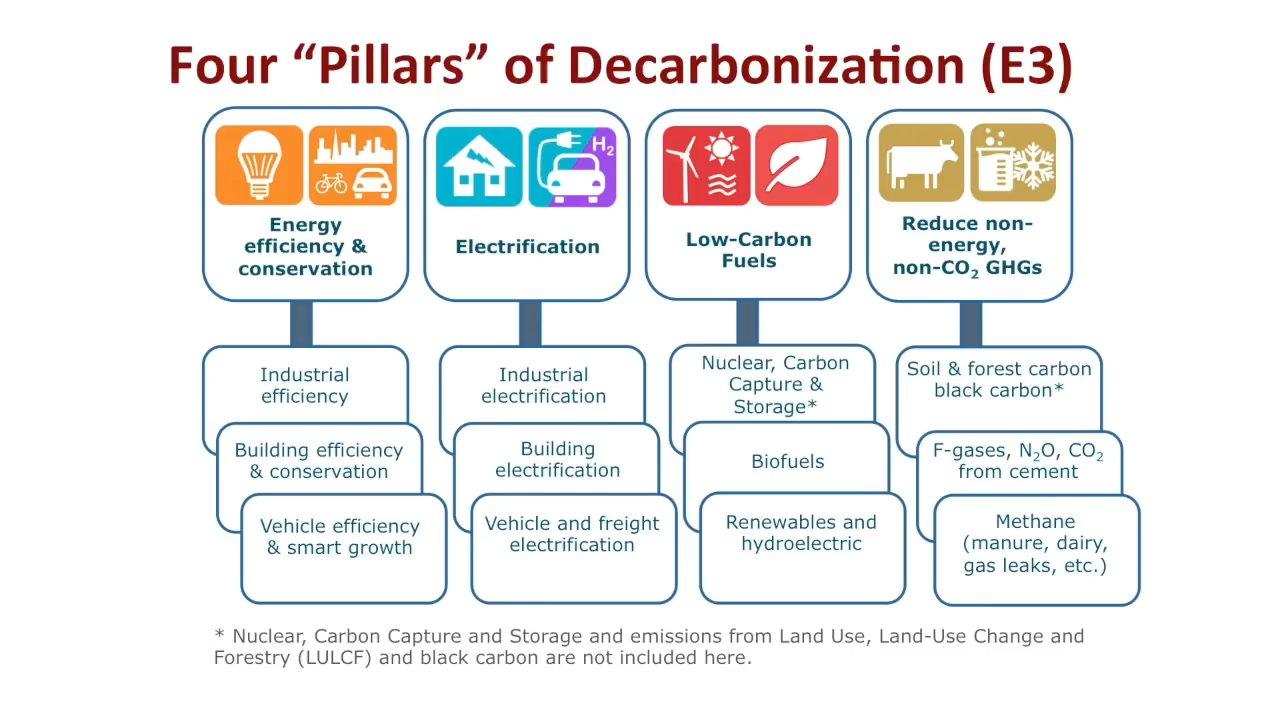 Four “Pillars” of Decarbonization (E3)
H2
Energy
efficiency &
conservation
Electrification
Low-Carbon
Fuels
Reduce non-
energy,
non-CO2 GHGs
Industrial
efficiency
Building efficiency
& conservation
Vehicle efficiency
& smart growth
Industrial
electrification
Building
electrification
Vehicle and freight
electrification
Nuclear, Carbon
Capture &
Storage*
Biofuels
Renewables and
hydroelectric
Soil & forest carbon
black carbon*
F-gases, N2O, CO2
from cement
Methane
(manure, dairy,
gas leaks, etc.)
* Nuclear, Carbon Capture and Storage and emissions from Land Use, Land-Use Change and
Forestry (LULCF) and black carbon are not included here.